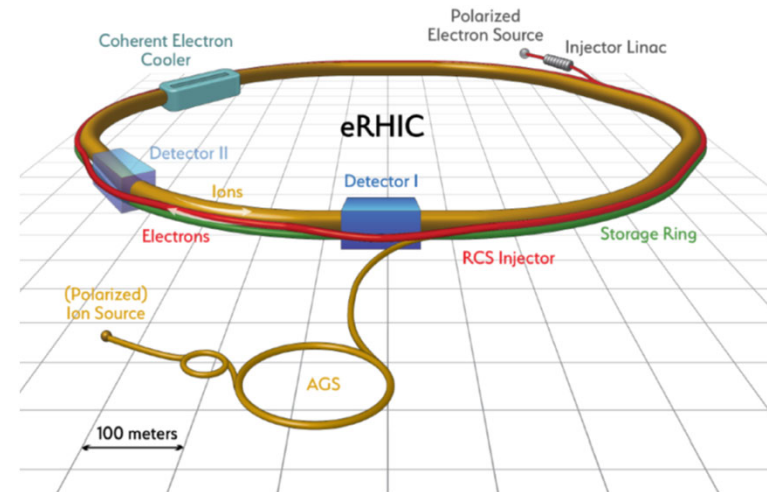 Polarized
Electron Source
Injector Linac
Coherent Electron
Cooler
eRHIC
Detector II
Detector I
Ions
Electrons
Storage Ring
RCS Injector
(Polarized)
Ion Source
AGS
100 meters